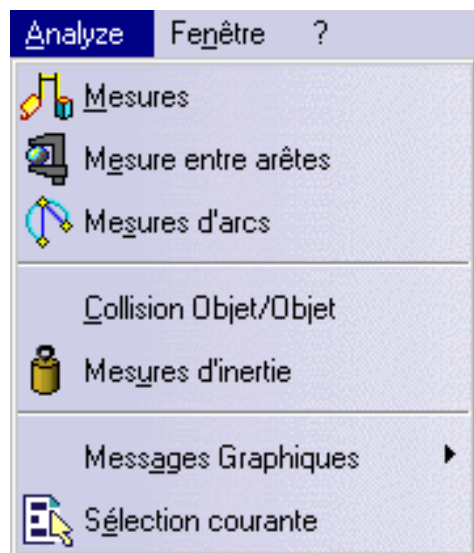 Analyze Fenêtre ?
Mesures
Mesure entre arêtes
Mesures d'arcs
Collision Objet/Objet
Mesures d'inertie
Messages Graphiques
Sélection courante